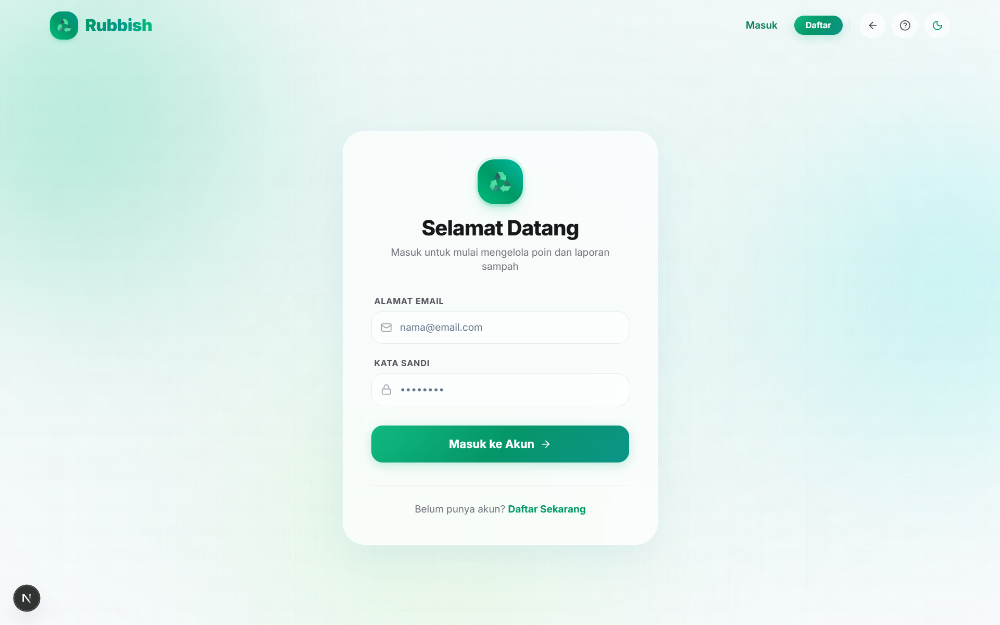 Rubbish
Masuk
Daftar
Selamat Datang
Masuk untuk mulai mengelola poin dan laporan
sampah
ALAMAT EMAIL
nama@email.com
KATA SANDI
••••••••
Masuk ke Akun →
Belum punya akun? Daftar Sekarang
N